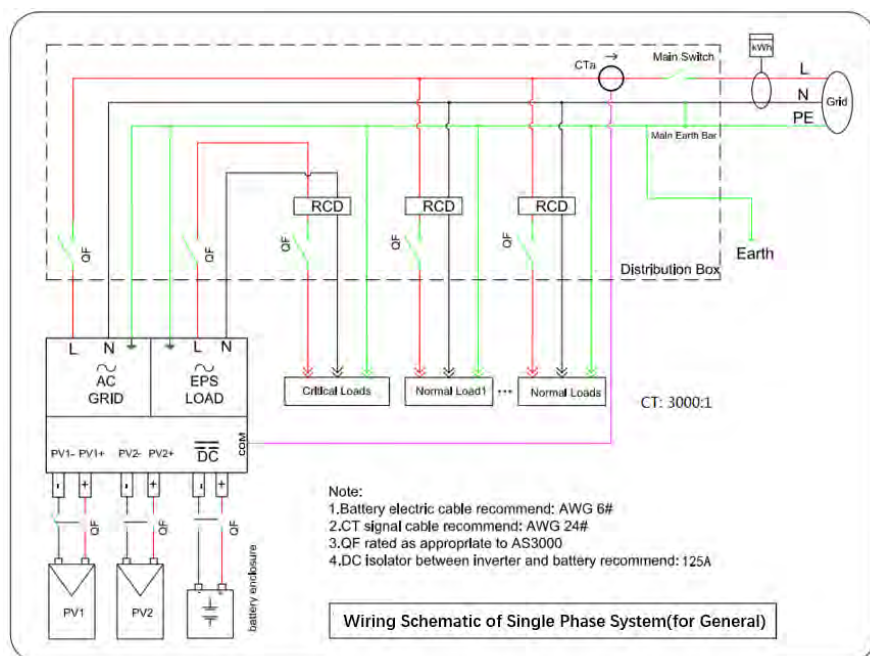 kWh
CTa
→
Main Switch
L
N
PE
Grid
Main Earth Bar
RCD
RCD
RCD
QF
QF
QF
QF
QF
Earth
Distribution Box
L N L N
AC
GRID
EPS
LOAD
Critical Loads
Normal Load1
...
Normal Loads
CT: 3000:1
PV1- PV1+ PV2- PV2+ DC
COM
- + - + - +
QF
QF
QF
PV1
PV2
battery enclosure
Note:
1.Battery electric cable recommend: AWG 6#
2.CT signal cable recommend: AWG 24#
3.QF rated as appropriate to AS3000
4.DC isolator between inverter and battery recommend: 125A
Wiring Schematic of Single Phase System(for General)